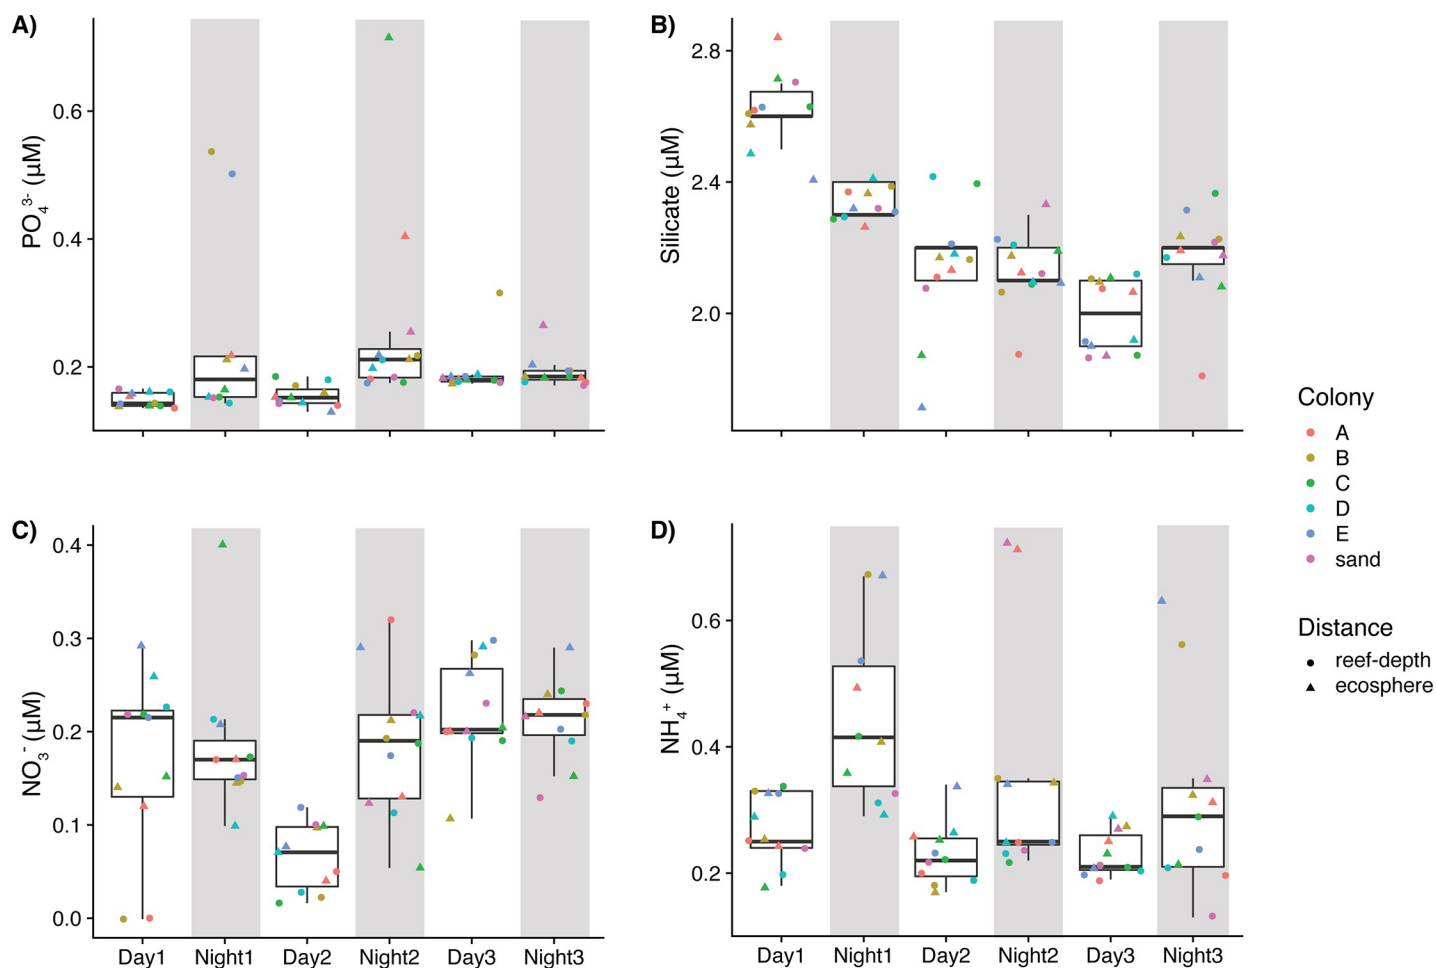 A)
PO₄³⁻ (µM)
0.6
0.4
0.2
B)
Silicate (µM)
2.8
2.4
2.0
C)
NO₃⁻ (µM)
0.4
0.3
0.2
0.1
0.0
Day1 Night1 Day2 Night2 Day3 Night3
D)
NH₄⁺ (µM)
0.6
0.4
0.2
Day1 Night1 Day2 Night2 Day3 Night3
Colony
A
B
C
D
E
sand
Distance
reef-depth
ecosphere